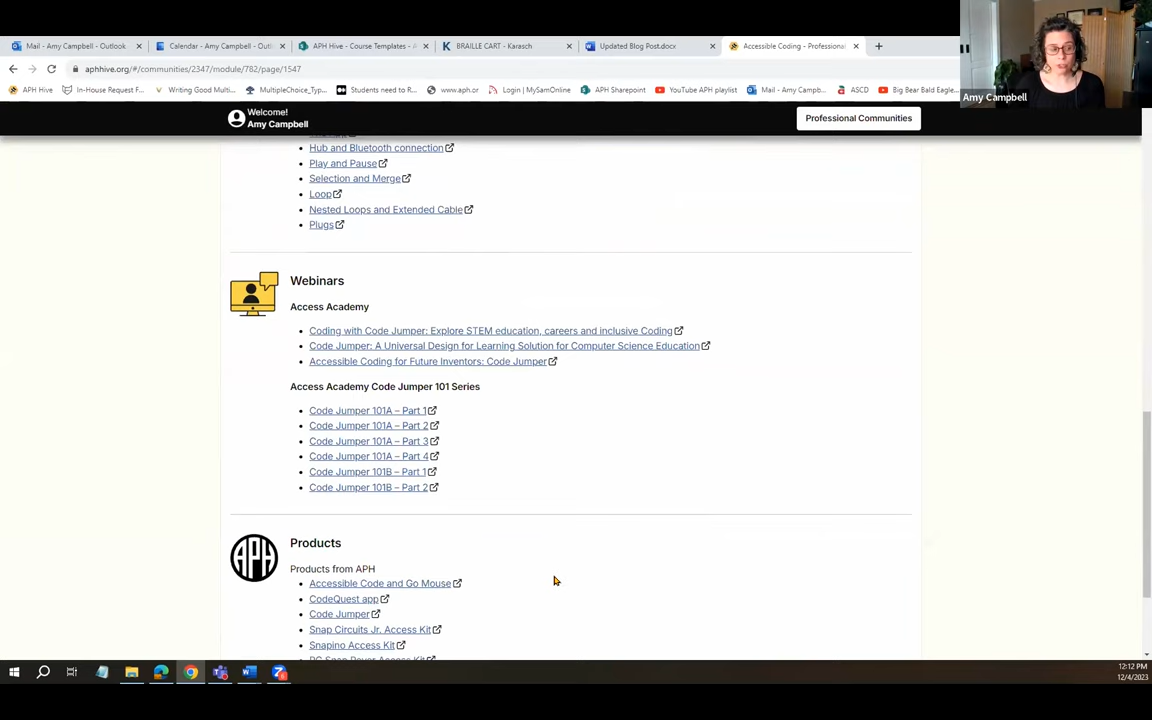 Mail - Amy Campbell - Outlook
Calendar - Amy Campbell - Outl
APH Hive - Course Templates - A
BRAILLE CART - Karasch
Updated Blog Post.docx
Accessible Coding - Professiona
aphhive.org/#/communities/2347/module/782/page/1547
APH Hive
In-House Request F...
Writing Good Multi...
MultipleChoice_Typ...
Students need to R...
www.aph.or
Login | MySamOnline
APH Sharepoint
YouTube APH playlist
Mail - Amy Campb...
ASCD
Big Bear Bald Eagle...
Amy Campbell
Welcome!
Amy Campbell
Professional Communities
Hub and Bluetooth connection
Play and Pause
Selection and Merge
Loop
Nested Loops and Extended Cable
Plugs
Webinars
Access Academy
Coding with Code Jumper: Explore STEM education, careers and inclusive Coding
Code Jumper: A Universal Design for Learning Solution for Computer Science Education
Accessible Coding for Future Inventors: Code Jumper
Access Academy Code Jumper 101 Series
Code Jumper 101A – Part 1
Code Jumper 101A – Part 2
Code Jumper 101A – Part 3
Code Jumper 101A – Part 4
Code Jumper 101B – Part 1
Code Jumper 101B – Part 2
APH
Products
Products from APH
Accessible Code and Go Mouse
CodeQuest app
Code Jumper
Snap Circuits Jr. Access Kit
Snapino Access Kit
12:12 PM
12/4/2023